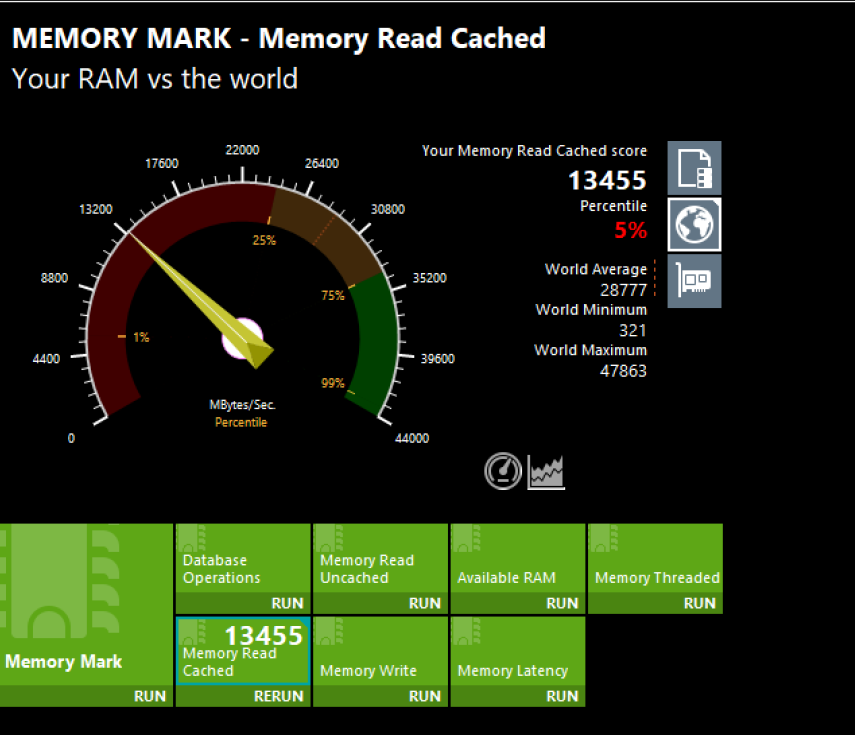 MEMORY MARK - Memory Read Cached
Your RAM vs the world
22000
17600
26400
13200
30800
8800
35200
4400
39600
0
44000
25%
75%
1%
99%
MBytes/Sec.
Percentile
Your Memory Read Cached score
13455
Percentile
5%
World Average
28777
World Minimum
321
World Maximum
47863
Memory Mark
RUN
Database
Operations
RUN
Memory Read
Uncached
RUN
Available RAM
RUN
Memory Threaded
RUN
13455
Memory Read
Cached
RERUN
Memory Write
RUN
Memory Latency
RUN